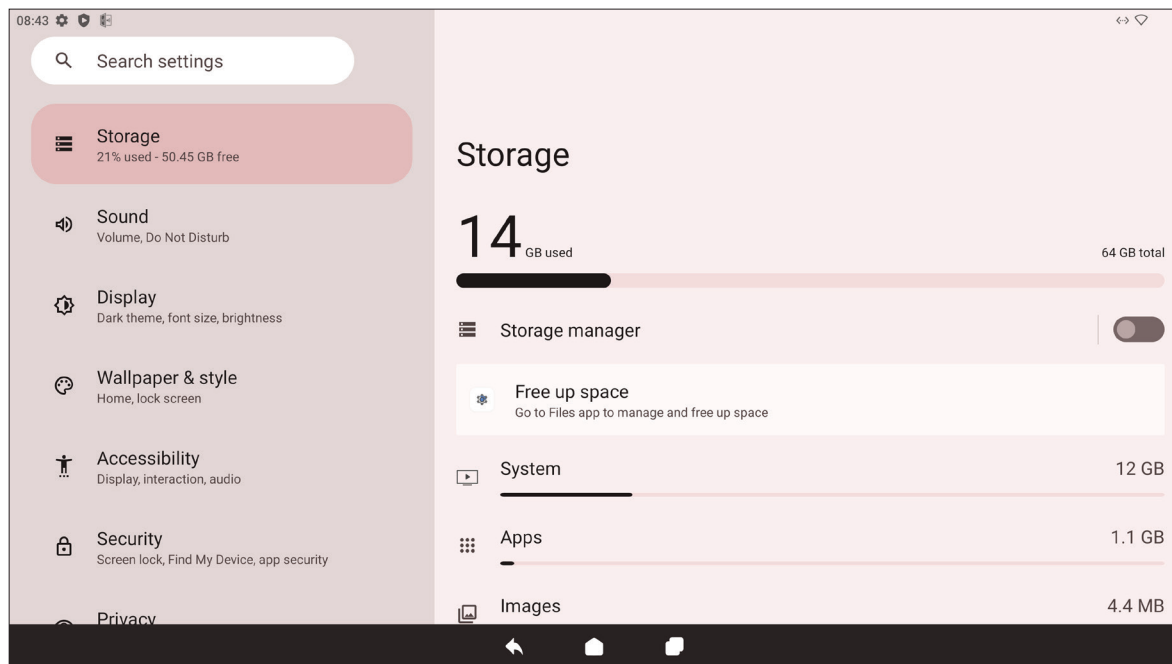 08:43
Search settings
Storage
21% used - 50.45 GB free
Sound
Volume, Do Not Disturb
Display
Dark theme, font size, brightness
Wallpaper & style
Home, lock screen
Accessibility
Display, interaction, audio
Security
Screen lock, Find My Device, app security
Privacy
Storage
14 GB used
64 GB total
Storage manager
Free up space
Go to Files app to manage and free up space
System
12 GB
Apps
1.1 GB
Images
4.4 MB